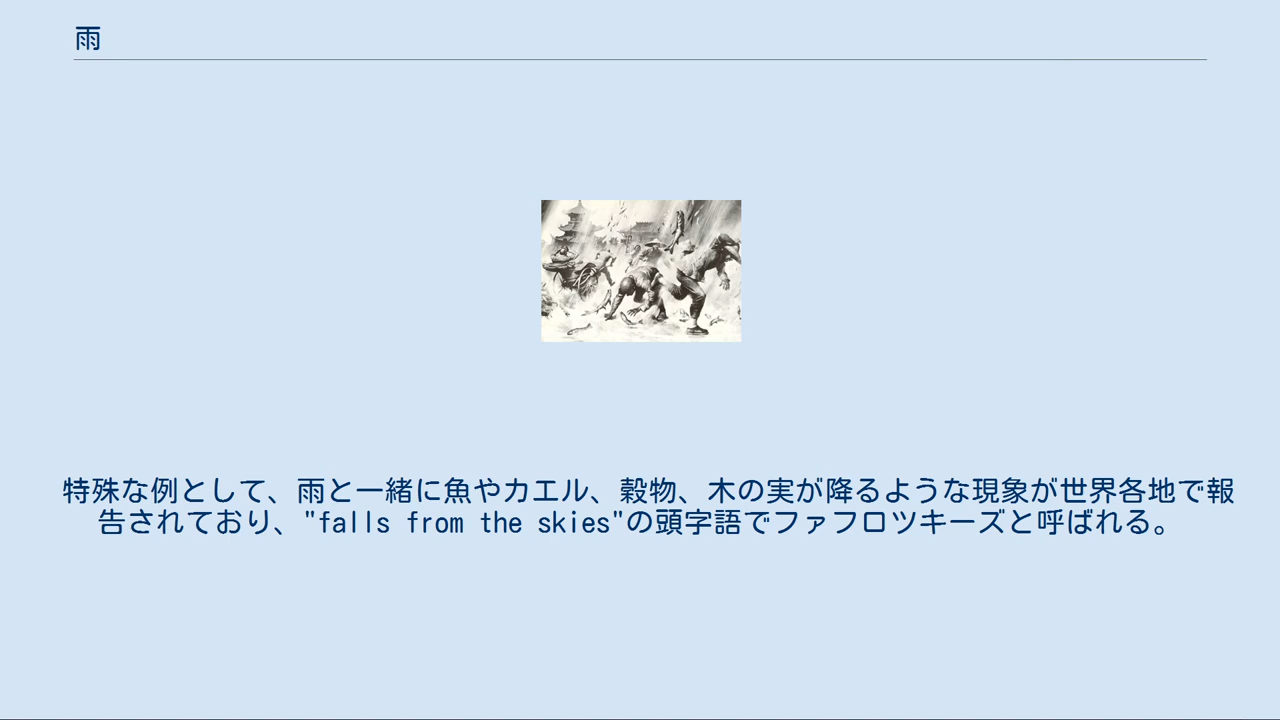 雨
特殊な例として、雨と一緒に魚やカエル、穀物、木の実が降るような現象が世界各地で報
告されており、"falls from the skies"の頭字語でファフロツキーズと呼ばれる。